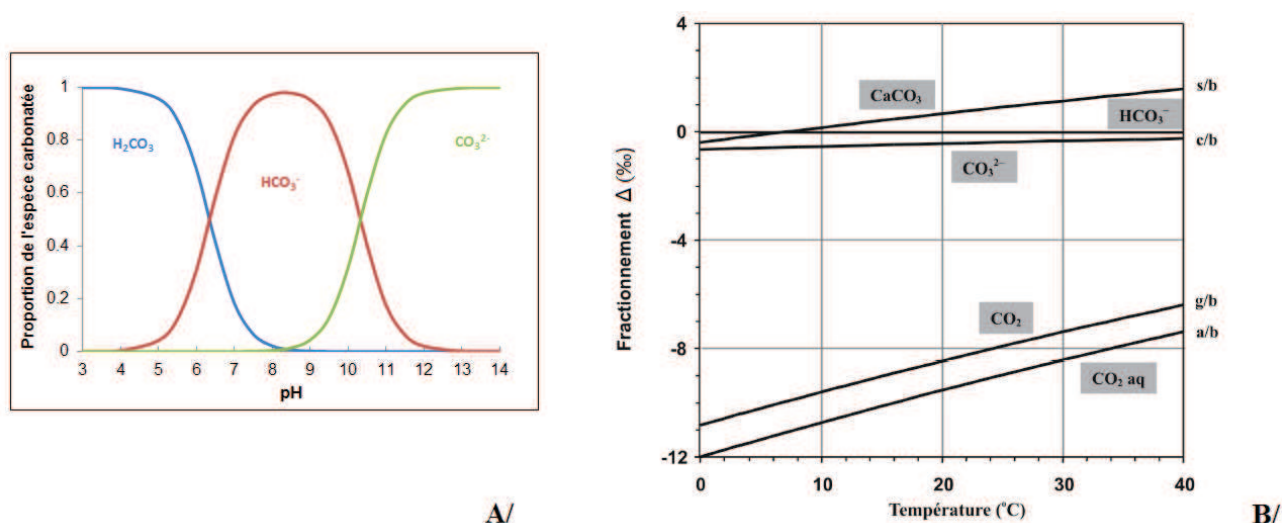 Proportion de l'espèce carbonatée
1
0.8
0.6
0.4
0.2
0
H₂CO₃
HCO₃⁻
CO₃²⁻
3 4 5 6 7 8 9 10 11 12 13 14
pH
A/
Fractionnement Δ (‰)
4
0
-4
-8
-12
CaCO₃
s/b
HCO₃⁻
c/b
CO₃²⁻
CO₂
g/b
a/b
CO₂ aq
0 10 20 30 40
Température (°C)
B/